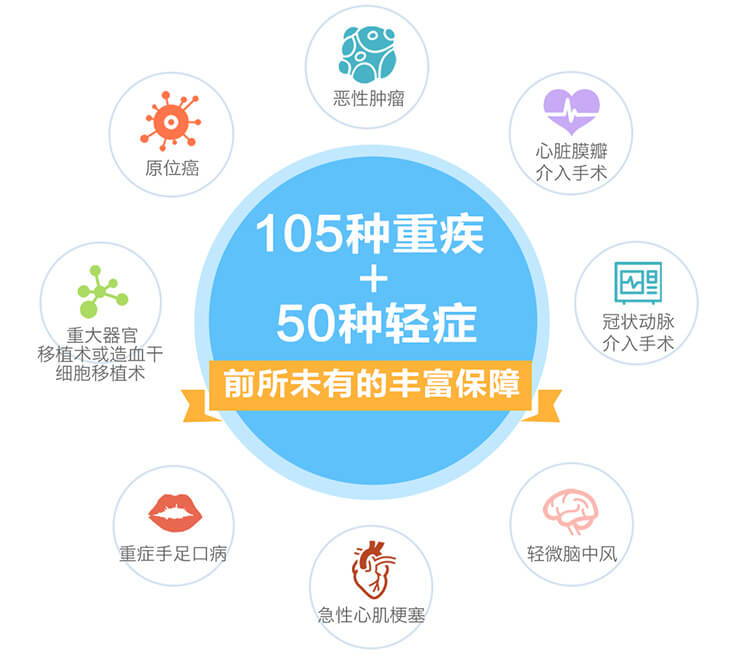 恶性肿瘤
原位癌
心脏膜瓣
介入手术
105种重疾
+
50种轻症
前所未有的丰富保障
重大器官
移植术或造血干
细胞移植术
冠状动脉
介入手术
重症手足口病
轻微脑中风
急性心肌梗塞